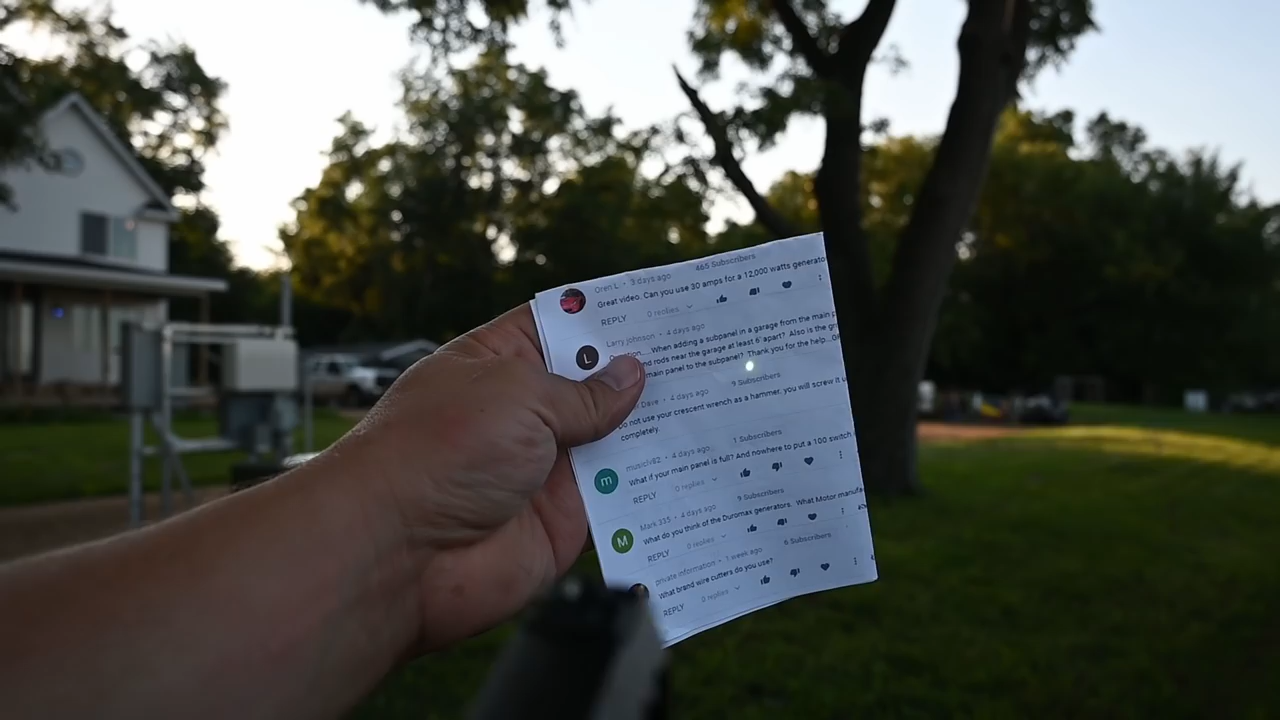 Oren L • 3 days ago 465 Subscribers
Great video. Can you use 30 amps for a 12,000 watts generato
REPLY 0 replies
L
Larry johnson • 4 days ago
When adding a subpanel in a garage from the main p
nd rods near the garage at least 6' apart? Also is the gr
main panel to the subpanel? Thank you for the help...
Dave • 4 days ago 9 Subscribers
Do not use your crescent wrench as a hammer, you will screw it u
completely.
m
musiclv82 • 4 days ago 1 Subscribers
What if your main panel is full? And nowhere to put a 100 switch
REPLY 0 replies
M
Mark 335 • 4 days ago 9 Subscribers
What do you think of the Duromax generators. What Motor manufa
REPLY 0 replies
private information • 1 week ago 6 Subscribers
What brand wire cutters do you use?
REPLY 0 replies